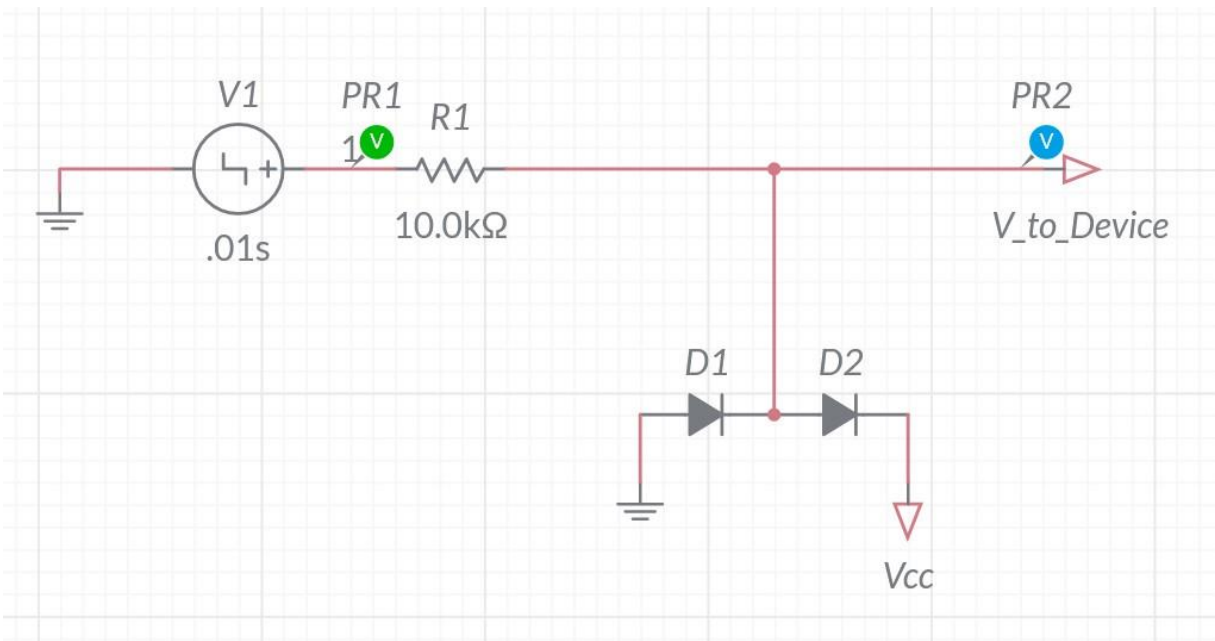 V1
PR1
R1
PR2
1
V
V
10.0kΩ
V_to_Device
.01s
D1
D2
Vcc